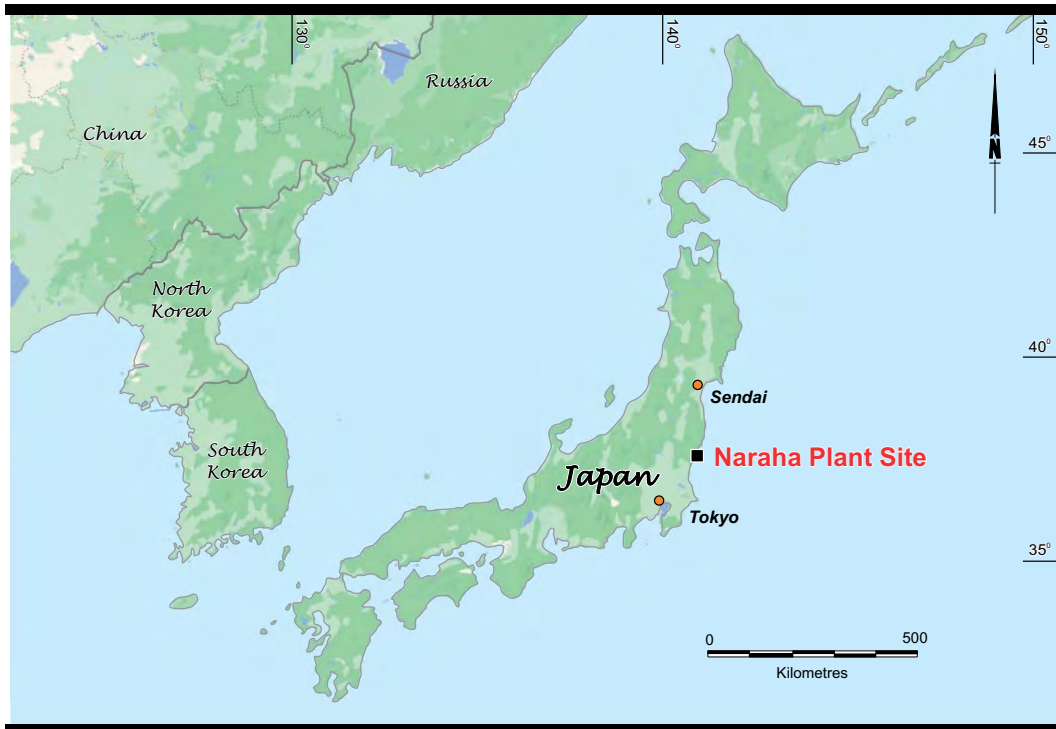 130°
140°
150°
Russia
China
N
45°
North
Korea
40°
Sendai
South
Korea
Japan
Naraha Plant Site
Tokyo
35°
0 500
Kilometres